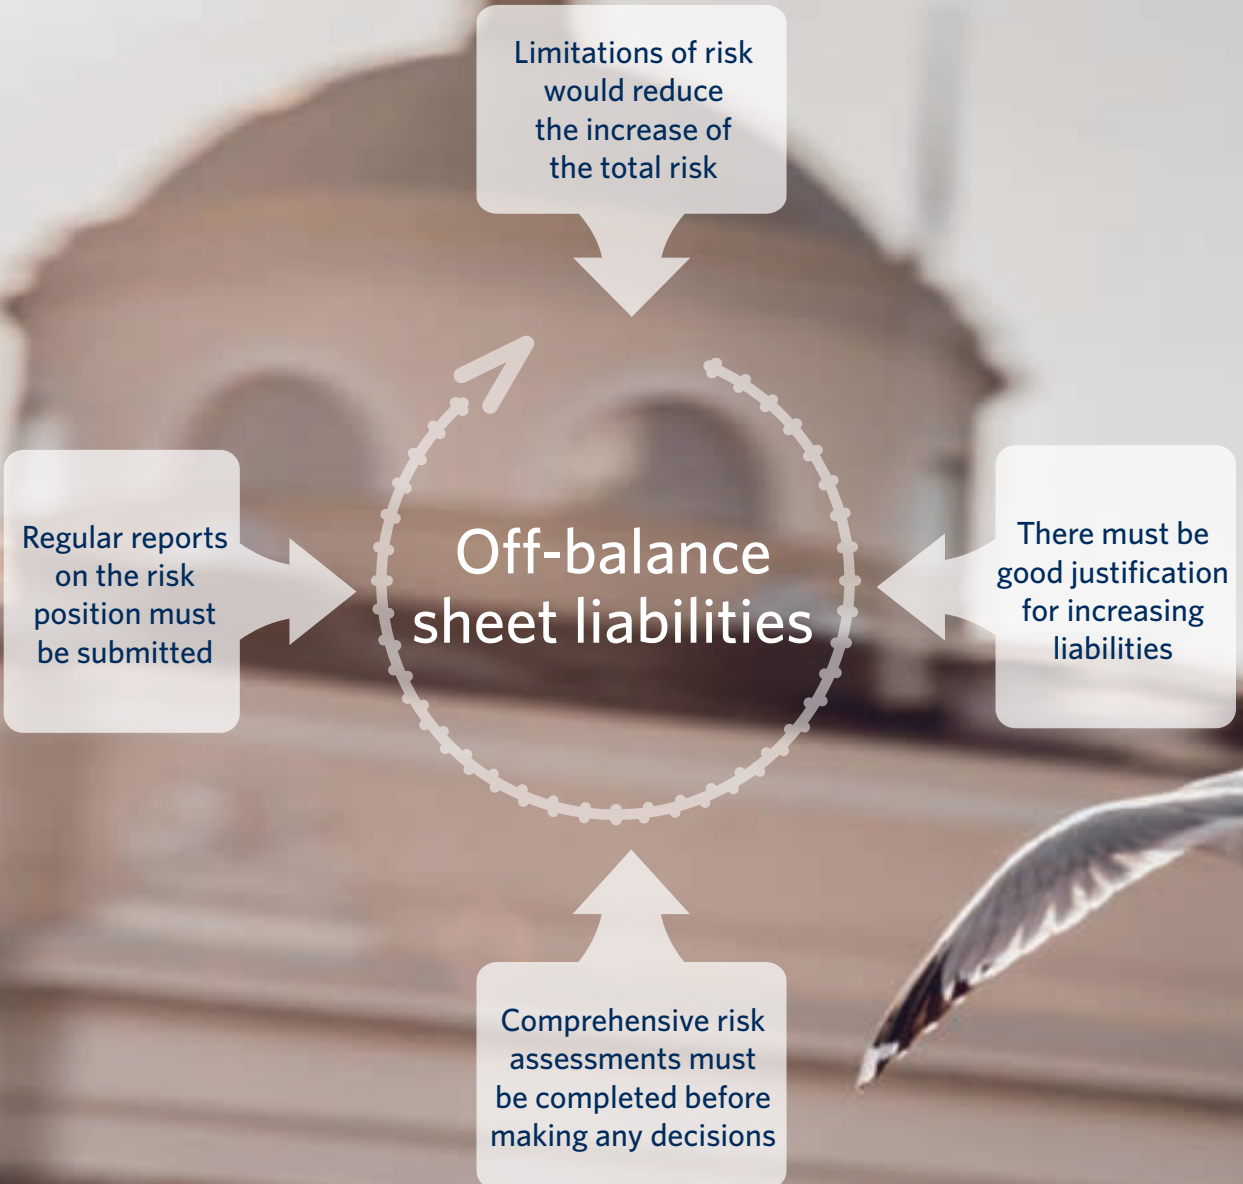 Limitations of risk
would reduce
the increase of
the total risk
Regular reports
on the risk
position must
be submitted
Off-balance
sheet liabilities
There must be
good justification
for increasing
liabilities
Comprehensive risk
assessments must
be completed before
making any decisions